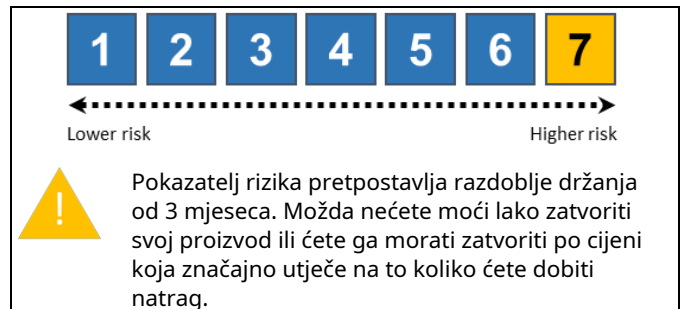 1 2 3 4 5 6 7
Lower risk Higher risk
!
Pokazatelj rizika pretpostavlja razdoblje držanja
od 3 mjeseca. Možda nećete moći lako zatvoriti
svoj proizvod ili ćete ga morati zatvoriti po cijeni
koja značajno utječe na to koliko ćete dobiti
natrag.